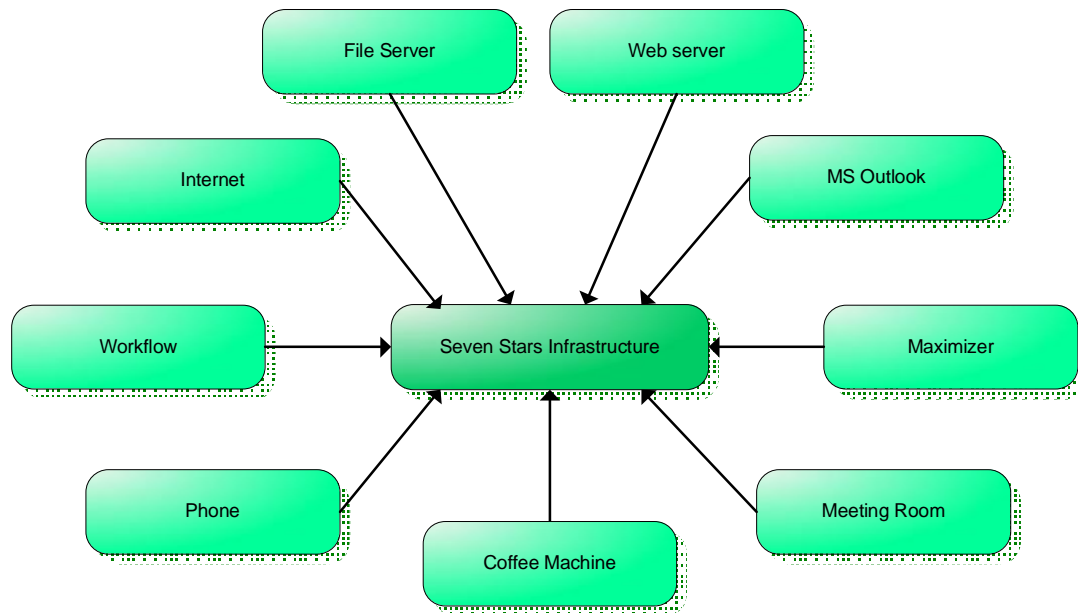 File Server
Web server
Internet
MS Outlook
Workflow
Seven Stars Infrastructure
Maximizer
Phone
Meeting Room
Coffee Machine